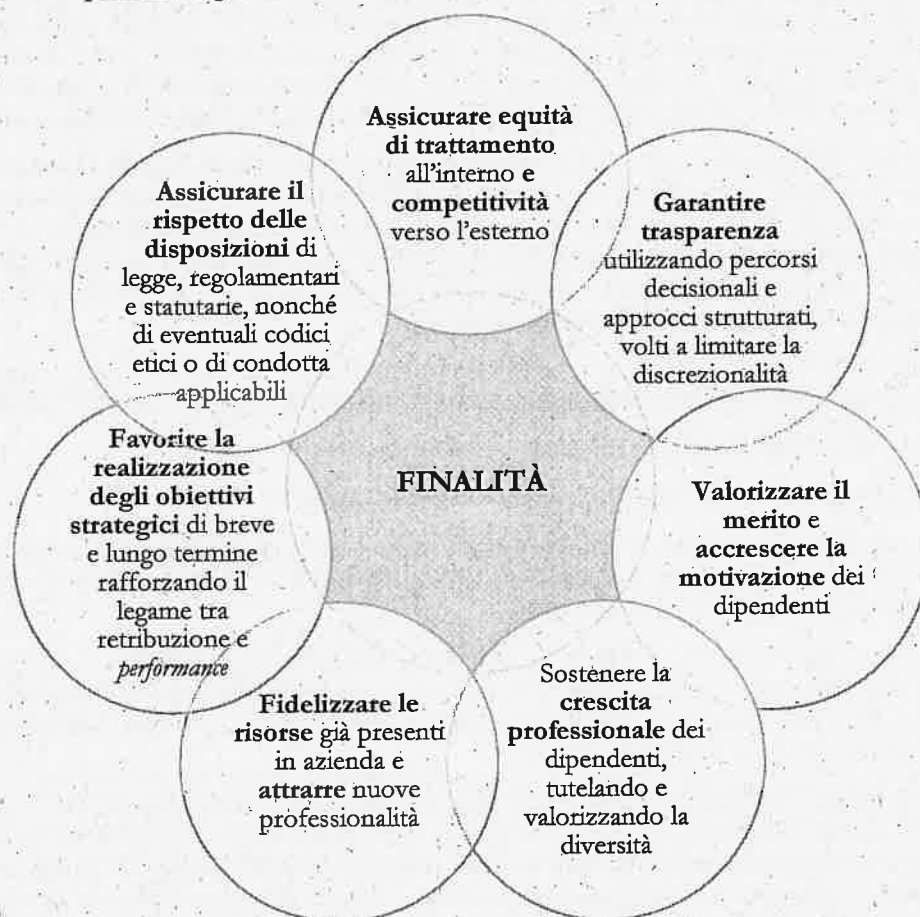 Assicurare equità
di trattamento
all'interno e
competitività
verso l'esterno
Garantire
trasparenza
utilizzando percorsi
decisionali e
approcci strutturati,
volti a limitare la
discrezionalità
Valorizzare il
merito e
accrescere la
motivazione dei
dipendenti
Sostenere la
crescita
professionale dei
dipendenti,
tutelando e
valorizzando la
diversità
Fidelizzare le
risorse già presenti
in azienda e
attrarre nuove
professionalità
Favorire la
realizzazione
degli obiettivi
strategici di breve
e lungo termine
rafforzando il
legame tra
retribuzione e
performance
Assicurare il
rispetto delle
disposizioni di
legge, regolamentari
e statutarie, nonché
di eventuali codici
etici o di condotta
applicabili
FINALITÀ